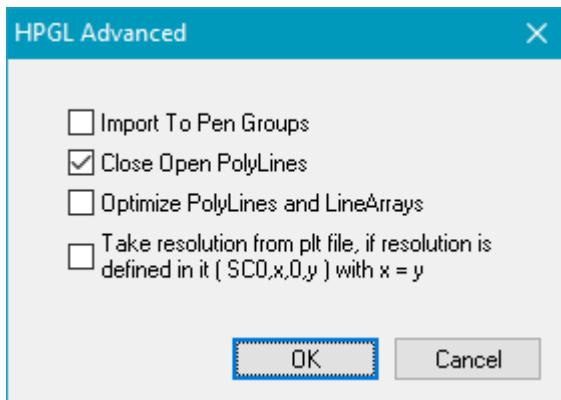 HPGL Advanced
Import To Pen Groups
Close Open PolyLines
Optimize PolyLines and LineArrays
Take resolution from plt file, if resolution is
defined in it ( SC0,x,0,y ) with x = y
OK
Cancel